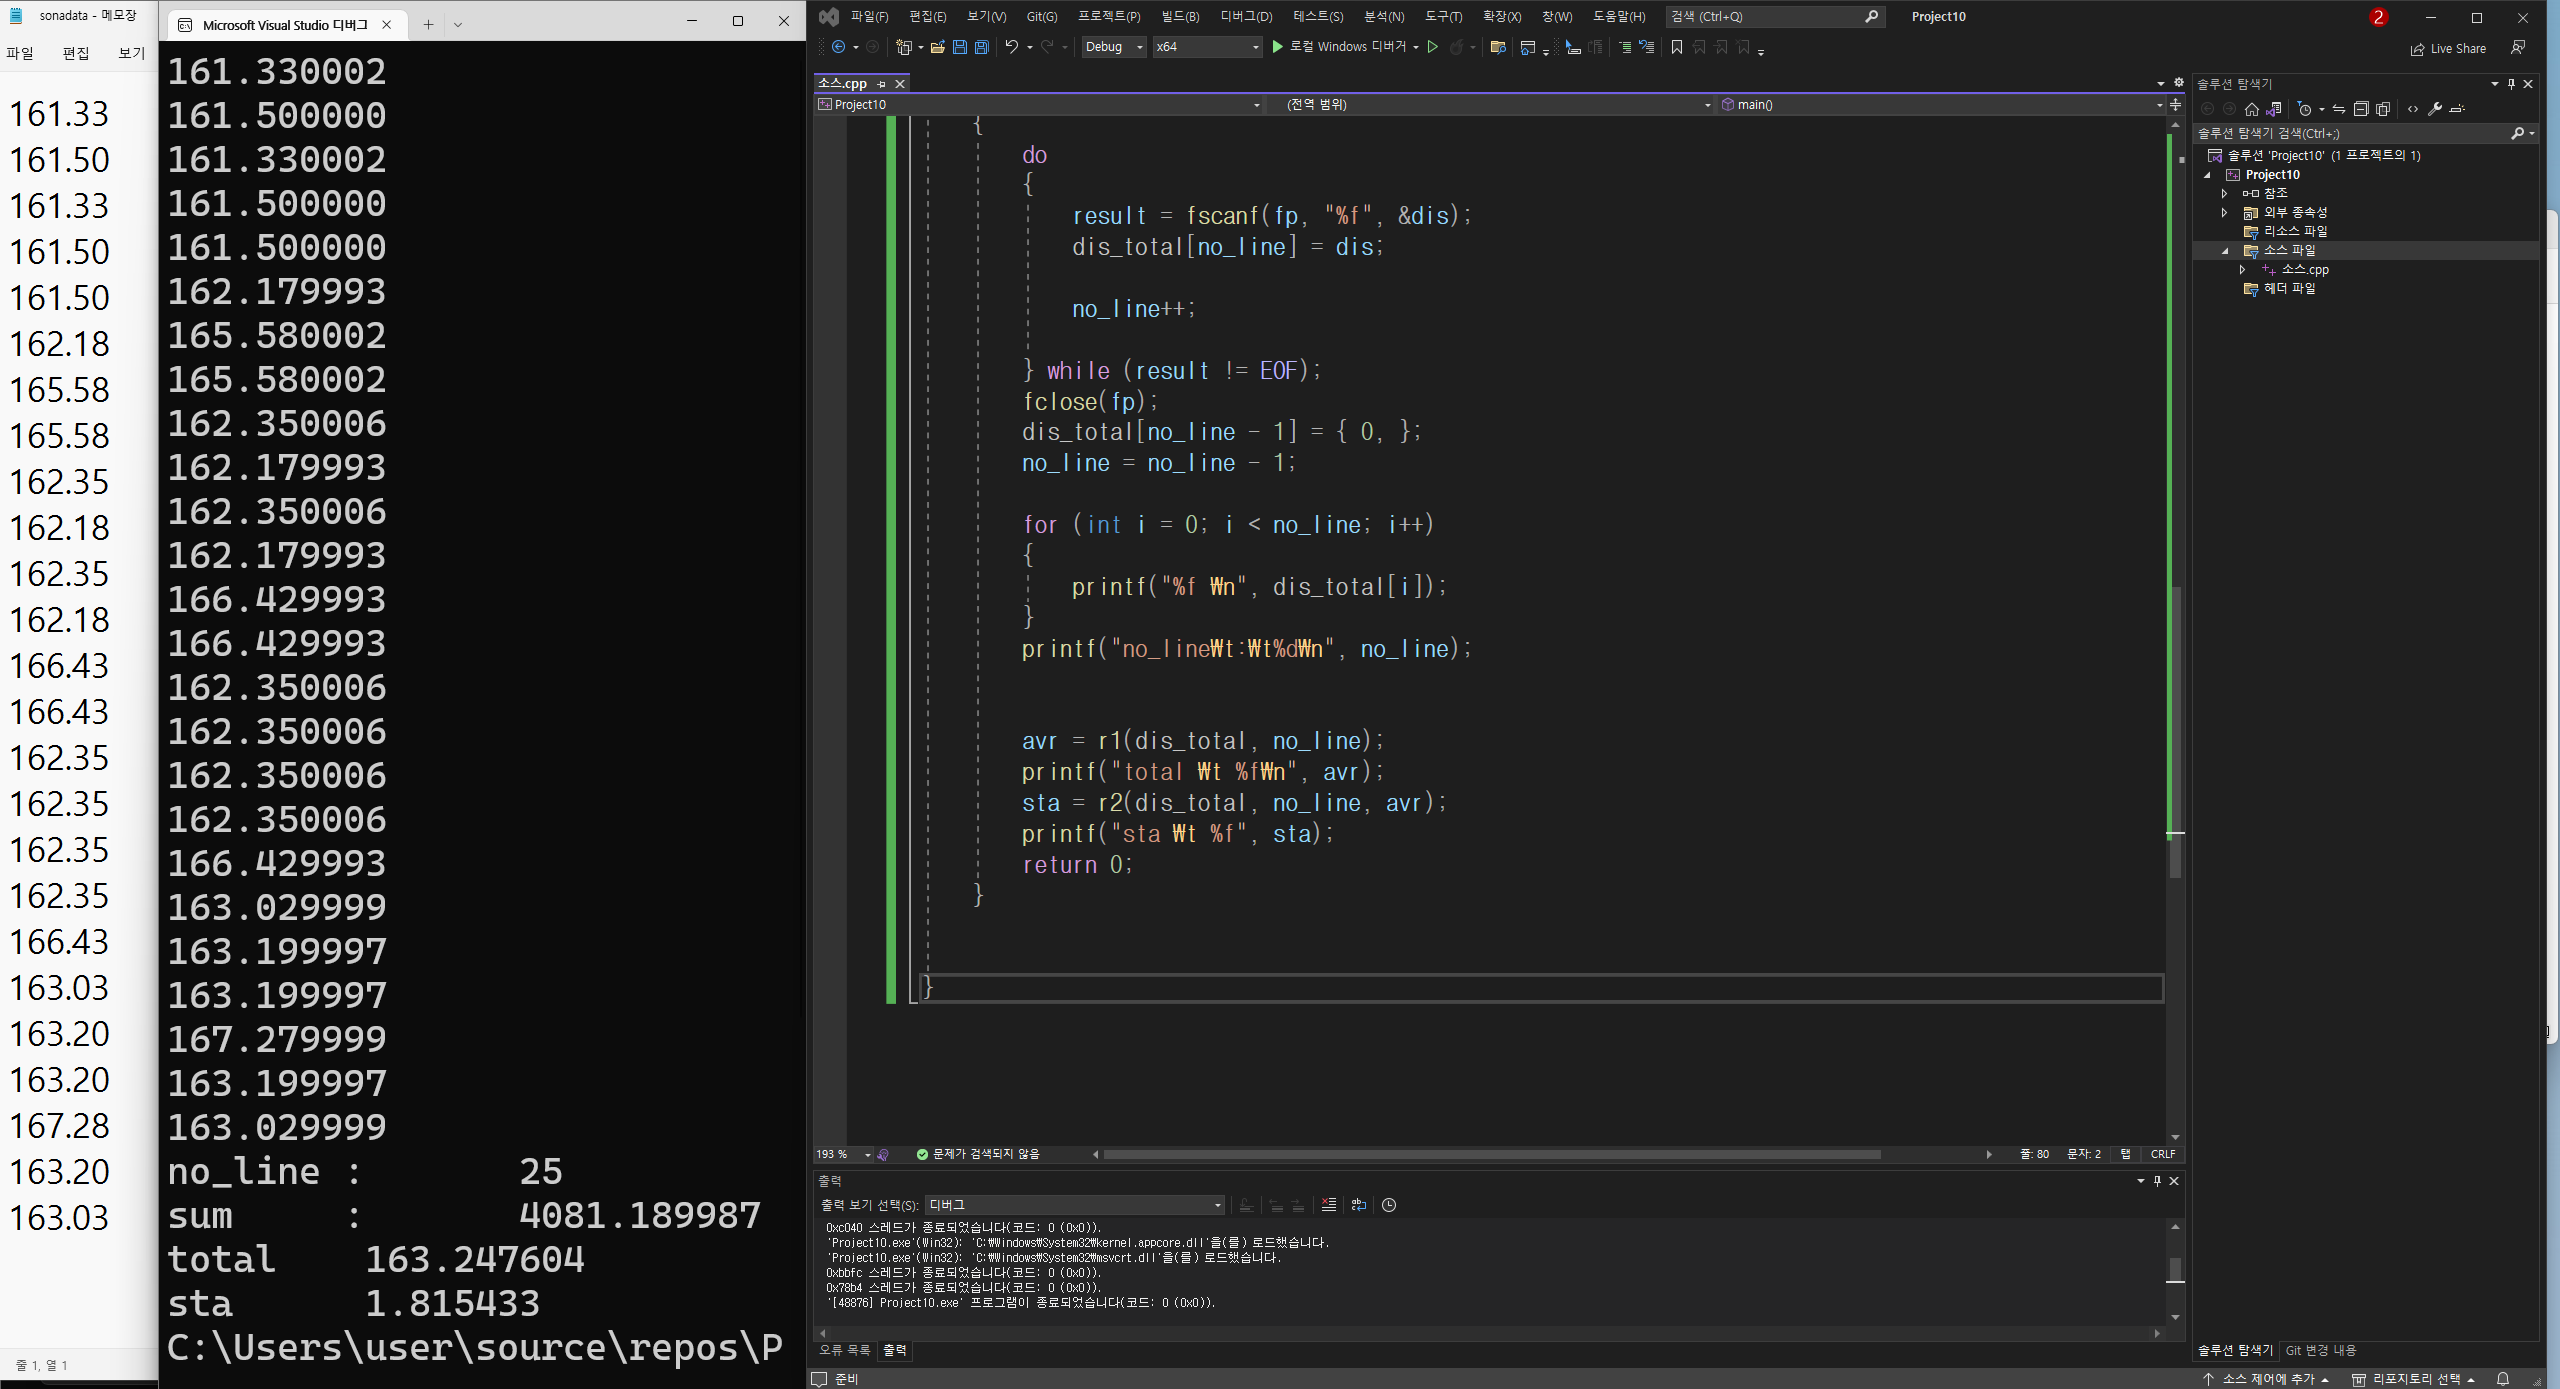 sonadata - 메모장
파일 편집 보기
161.33
161.50
161.33
161.50
161.50
162.18
165.58
165.58
162.35
162.18
162.35
162.18
166.43
166.43
162.35
162.35
162.35
162.35
166.43
163.03
163.20
163.20
167.28
163.20
163.03
줄 1, 열 1
Microsoft Visual Studio 디버그
161.330002
161.500000
161.330002
161.500000
161.500000
162.179993
165.580002
165.580002
162.350006
162.179993
162.350006
162.179993
166.429993
166.429993
162.350006
162.350006
162.350006
162.350006
166.429993
163.029999
163.199997
163.199997
167.279999
163.199997
163.029999
no_line : 25
sum : 4081.189987
total 163.247604
sta 1.815433
C:\Users\user\source\repos\P
파일(F) 편집(E) 보기(V) Git(G) 프로젝트(P) 빌드(B) 디버그(D) 테스트(S) 분석(N) 도구(T) 확장(X) 창(W) 도움말(H) 검색 (Ctrl+Q) Project10 2
Debug x64 로컬 Windows 디버거 Live Share
소스.cpp
Project10 (전역 범위) main()
{
do
{
result = fscanf(fp, "%f", &dis);
dis_total[no_line] = dis;
no_line++;
} while (result != EOF);
fclose(fp);
dis_total[no_line - 1] = { 0, };
no_line = no_line - 1;
for (int i = 0; i < no_line; i++)
{
printf("%f ₩n", dis_total[i]);
}
printf("no_line₩t:₩t%d₩n", no_line);
avr = r1(dis_total, no_line);
printf("total ₩t %f₩n", avr);
sta = r2(dis_total, no_line, avr);
printf("sta ₩t %f", sta);
return 0;
}
}
193 % 문제가 검색되지 않음 줄: 80 문자: 2 탭 CRLF
출력
출력 보기 선택(S): 디버그
0xc040 스레드가 종료되었습니다(코드: 0 (0x0)).
'Project10.exe'(Win32): 'C:₩Windows₩System32₩kernel.appcore.dll'을(를) 로드했습니다.
'Project10.exe'(Win32): 'C:₩Windows₩System32₩msvcrt.dll'을(를) 로드했습니다.
0xbbfc 스레드가 종료되었습니다(코드: 0 (0x0)).
0x78b4 스레드가 종료되었습니다(코드: 0 (0x0)).
'[48876] Project10.exe' 프로그램이 종료되었습니다(코드: 0 (0x0)).
오류 목록 출력
솔루션 탐색기
솔루션 탐색기 검색(Ctrl+;)
솔루션 'Project10' (1 프로젝트의 1)
Project10
참조
외부 종속성
리소스 파일
소스 파일
소스.cpp
헤더 파일
솔루션 탐색기 Git 변경 내용
준비 소스 제어에 추가 리포지토리 선택